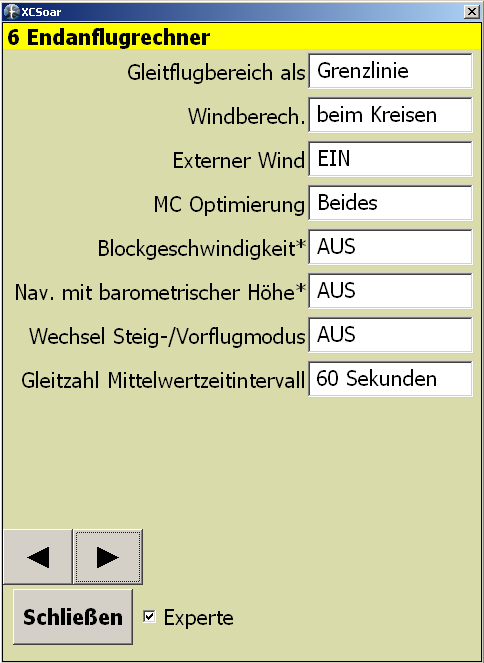 XCSoar
6 Endanflugrechner
Gleitflugbereich als Grenzlinie
Windberech. beim Kreisen
Externer Wind EIN
MC Optimierung Beides
Blockgeschwindigkeit* AUS
Nav. mit barometrischer Höhe* AUS
Wechsel Steig-/Vorflugmodus AUS
Gleitzahl Mittelwertzeitintervall 60 Sekunden
Schließen Experte